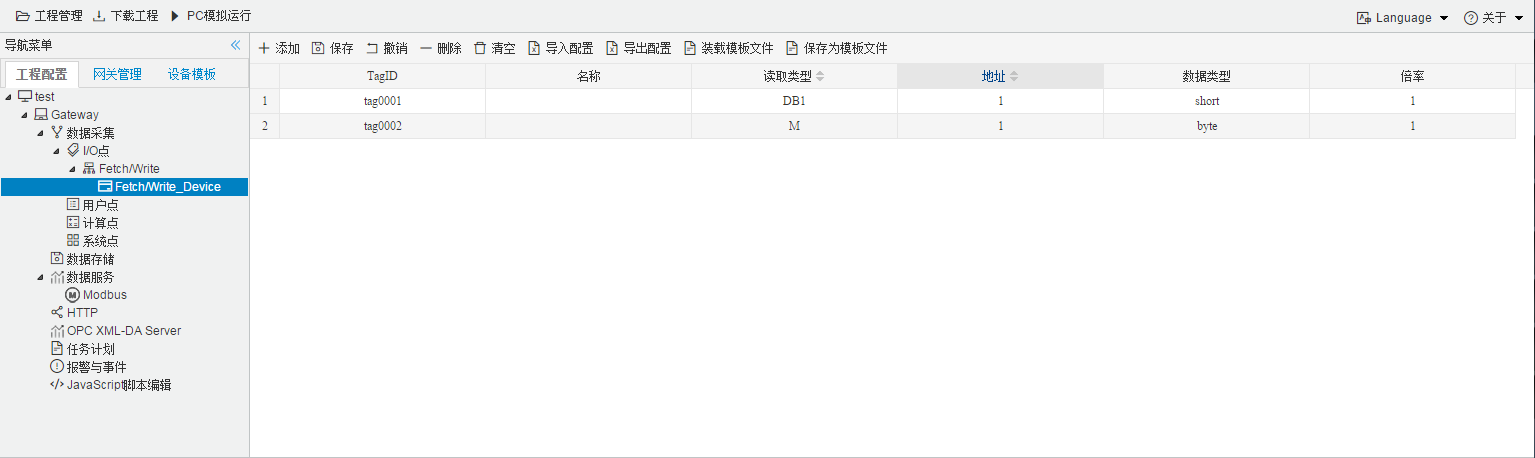 工程管理 下载工程 PC模拟运行 Language 关于
导航菜单
工程配置 网关管理 设备模板
test
Gateway
数据采集
I/O点
Fetch/Write
Fetch/Write_Device
用户点
计算点
系统点
数据存储
数据服务
Modbus
HTTP
OPC XML-DA Server
任务计划
报警与事件
JavaScript脚本编辑
添加 保存 撤销 删除 清空 导入配置 导出配置 装载模板文件 保存为模板文件
TagID 名称 读取类型 地址 数据类型 倍率
1 tag0001 DB1 1 short 1
2 tag0002 M 1 byte 1